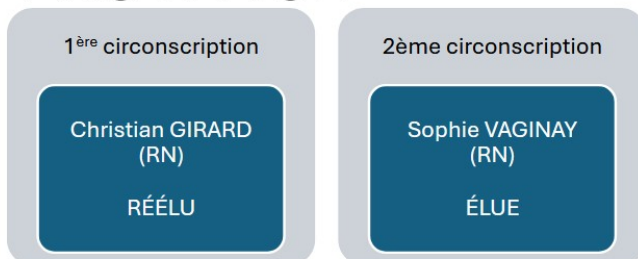 1ère circonscription
Christian GIRARD
(RN)
RÉÉLU
2ème circonscription
Sophie VAGINAY
(RN)
ÉLUE